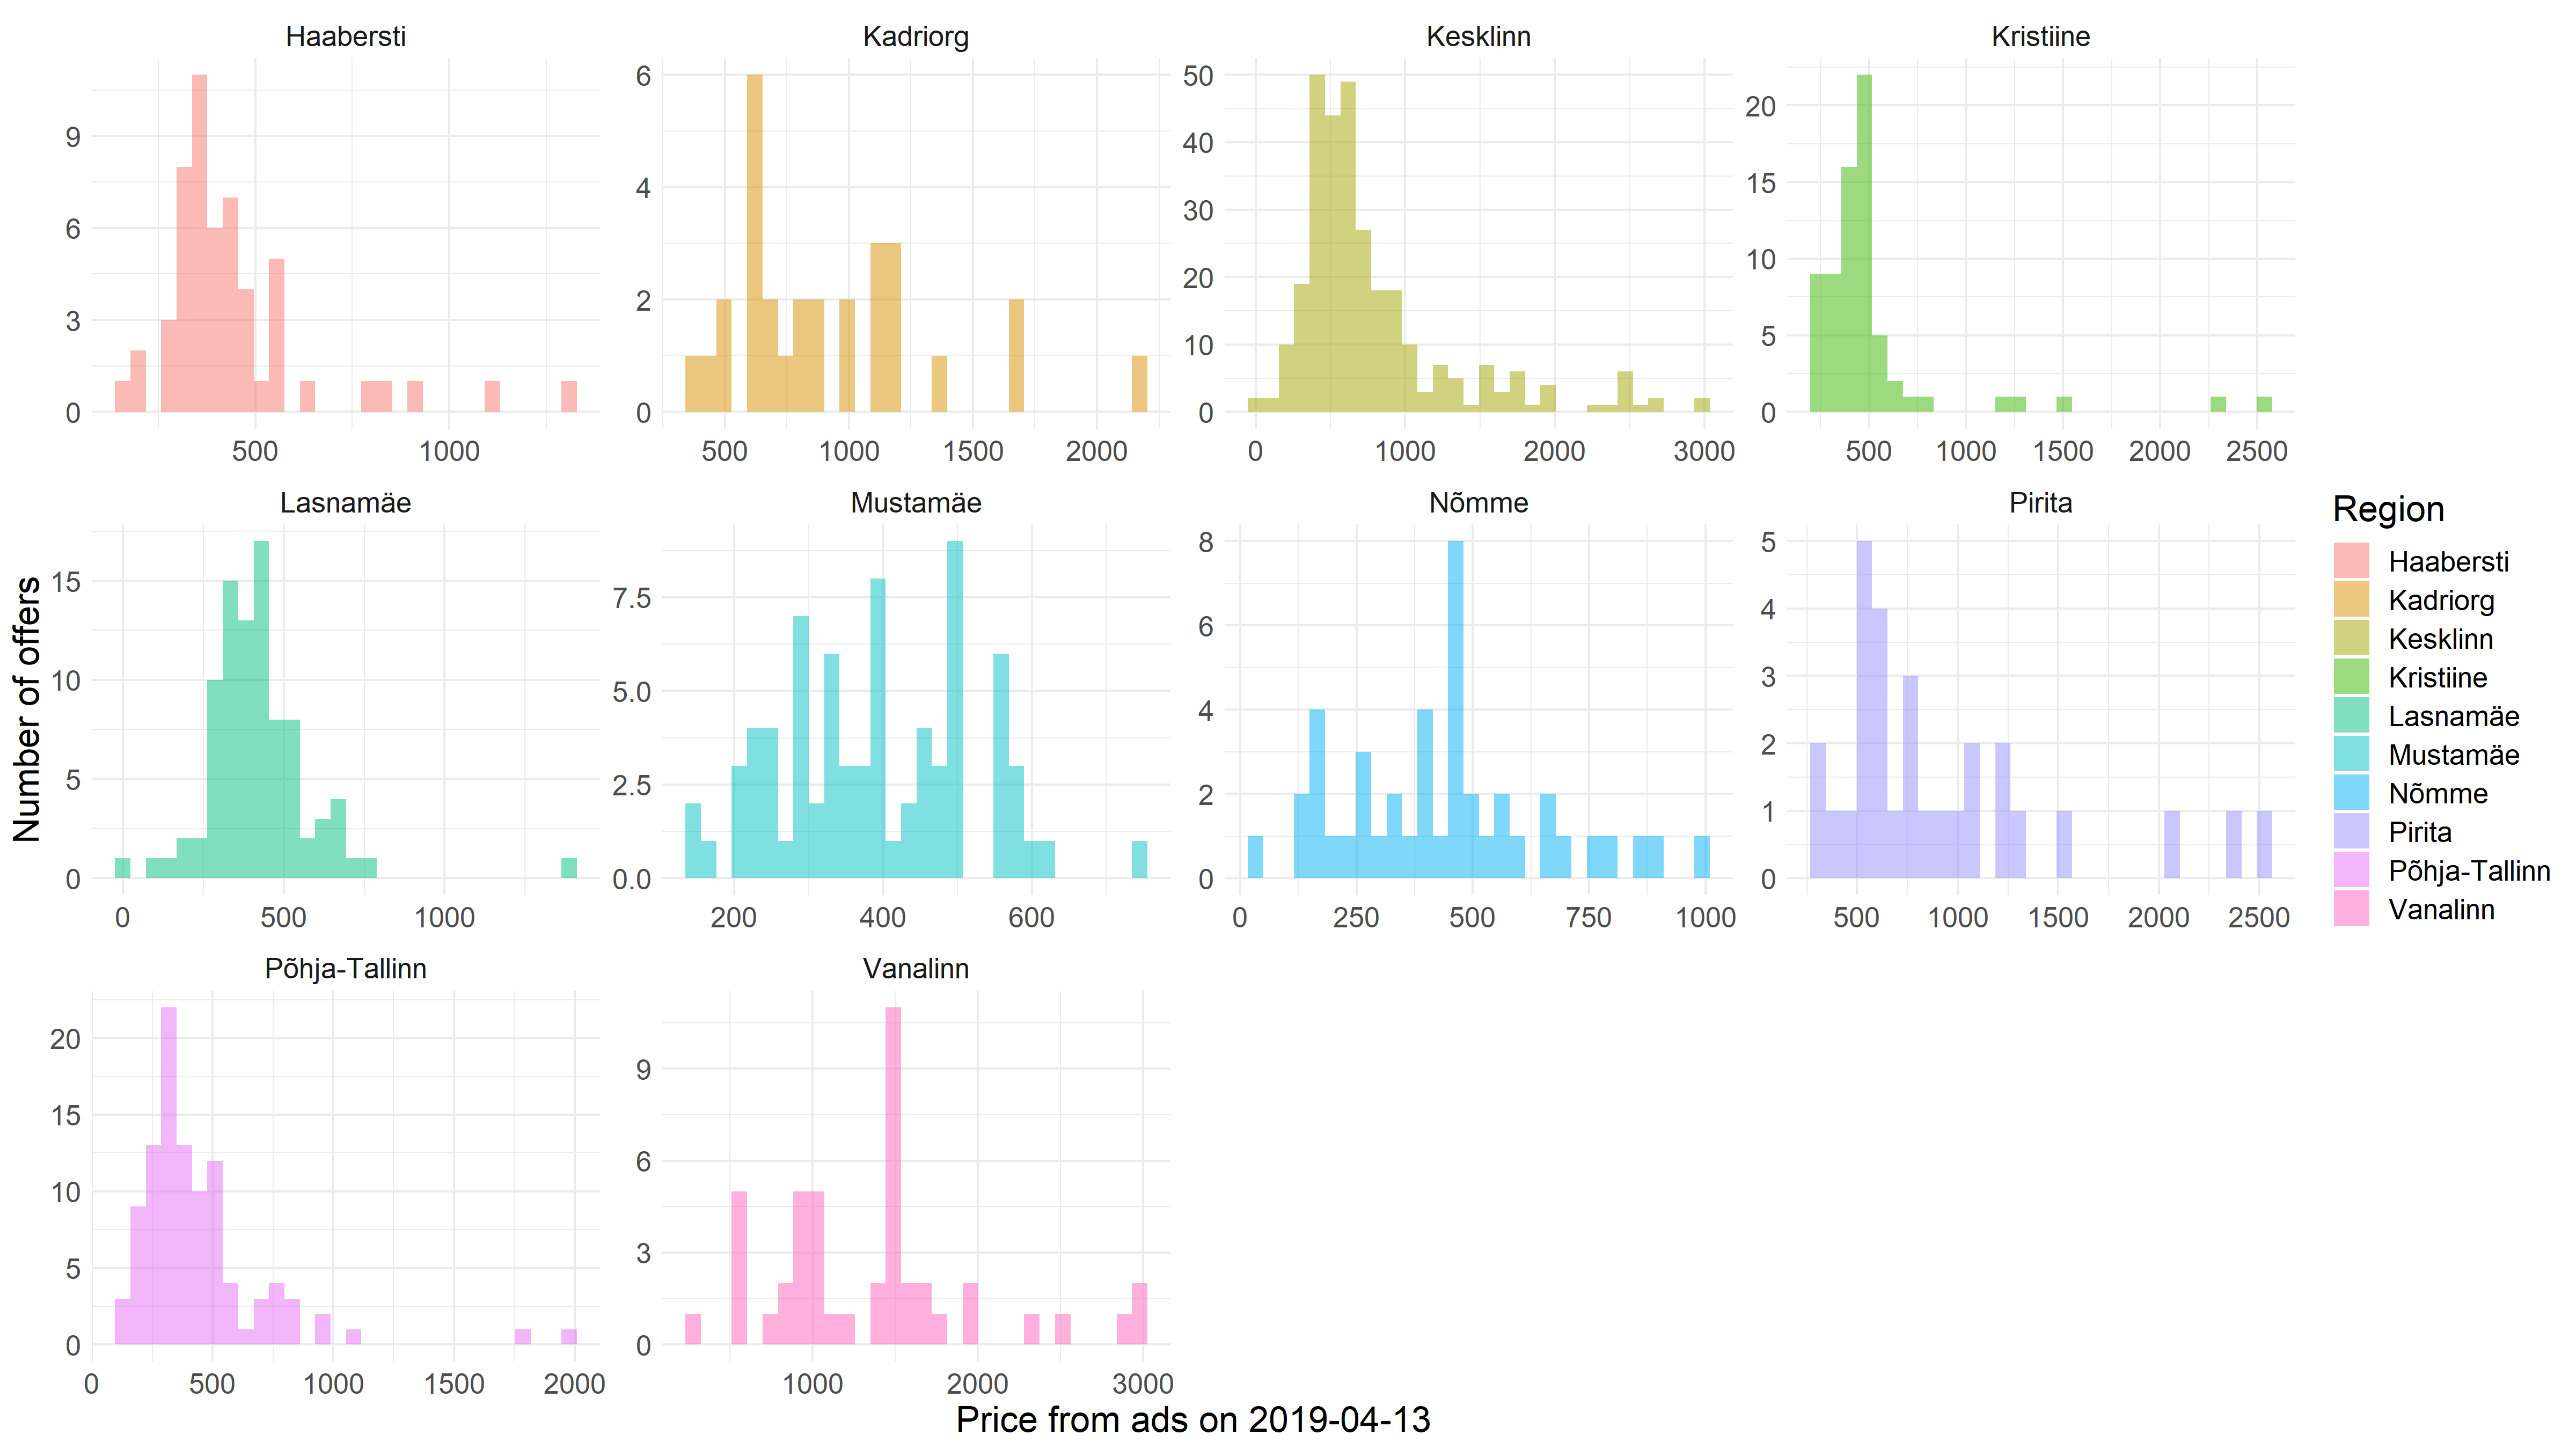 Haabersti Kadriorg Kesklinn Kristiine
9
6
3
0
500 1000
6
4
2
0
500 1000 1500 2000
50
40
30
20
10
0
0 1000 2000 3000
20
15
10
5
0
500 1000 1500 2000 2500
Lasnamäe Mustamäe Nõmme Pirita
15
10
5
0
0 500 1000
7.5
5.0
2.5
0.0
200 400 600
8
6
4
2
0
0 250 500 750 1000
5
4
3
2
1
0
500 1000 1500 2000 2500
Põhja-Tallinn Vanalinn
20
15
10
5
0
0 500 1000 1500 2000
9
6
3
0
1000 2000 3000
Number of offers
Price from ads on 2019-04-13
Region
Haabersti
Kadriorg
Kesklinn
Kristiine
Lasnamäe
Mustamäe
Nõmme
Pirita
Põhja-Tallinn
Vanalinn